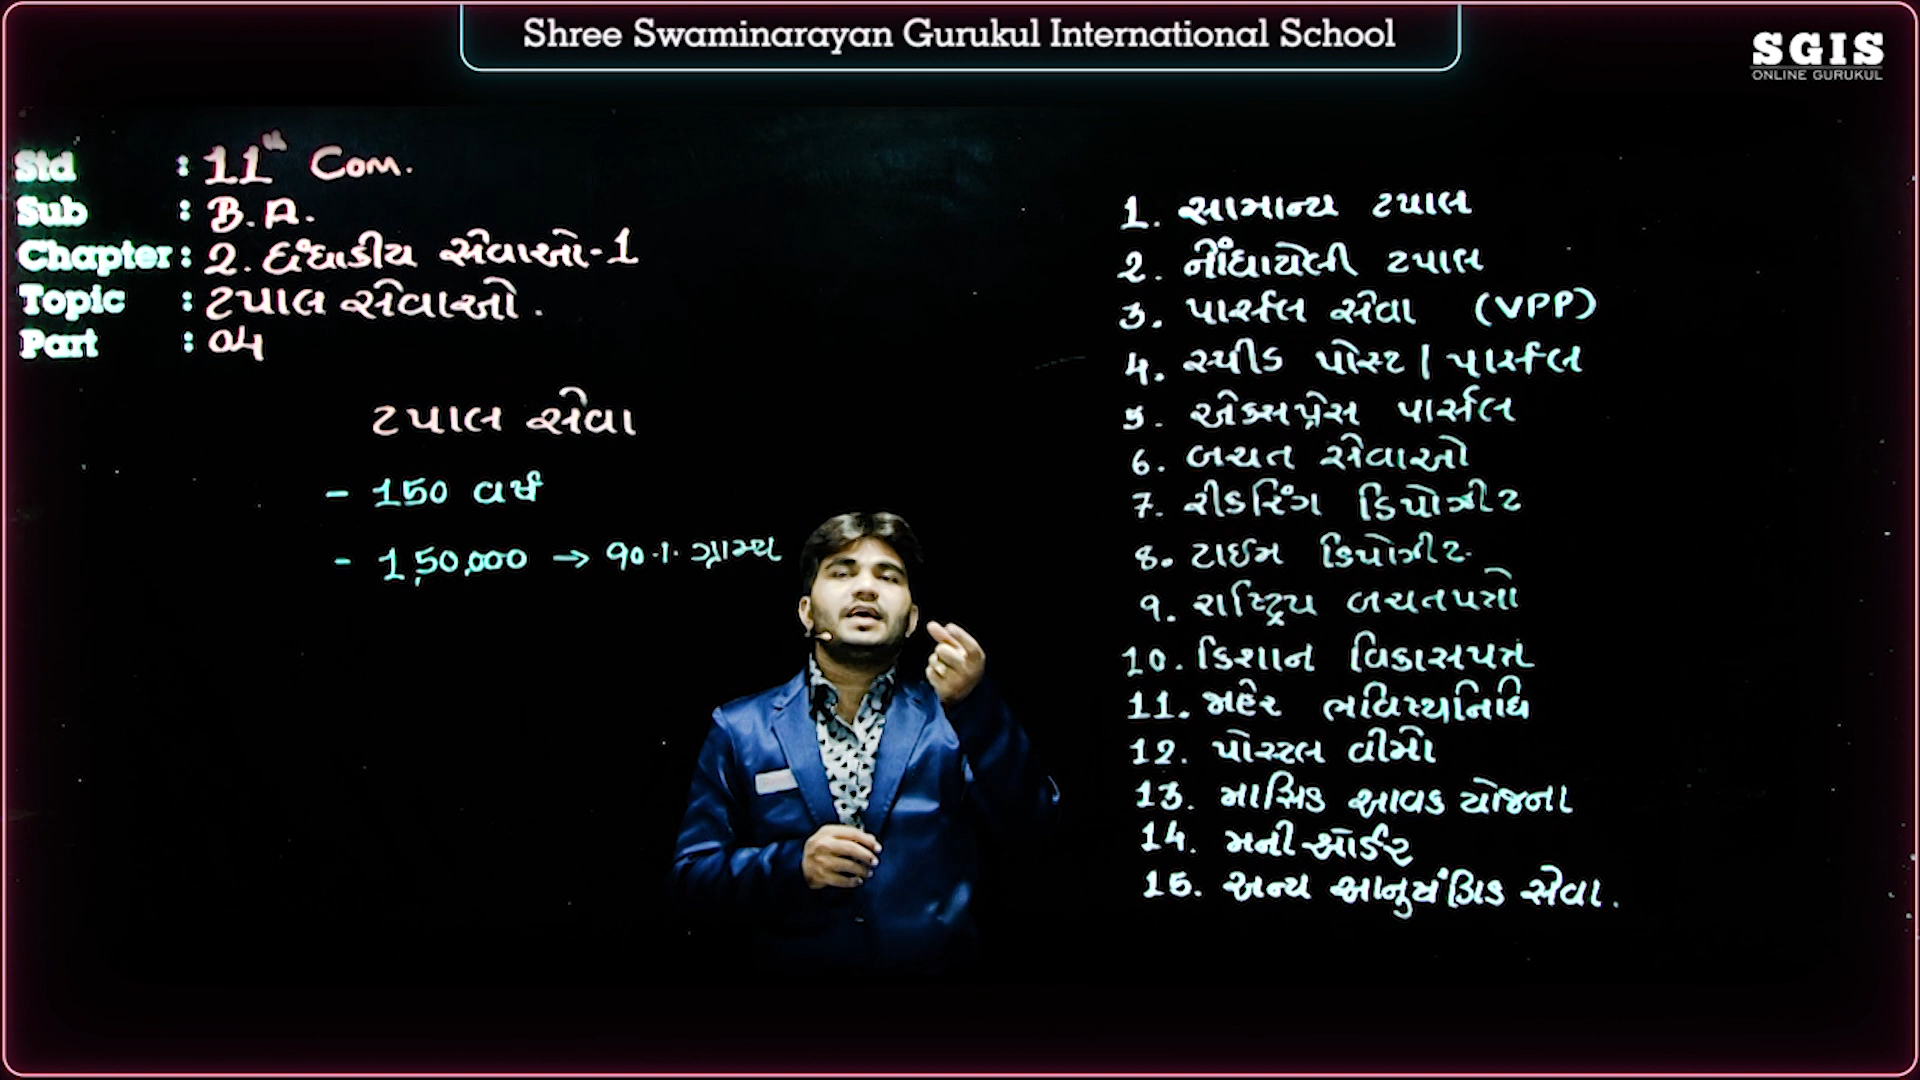 Shree Swaminarayan Gurukul International School
SGIS
ONLINE GURUKUL
Std : 11th Com.
Sub : B.A.
Chapter : 2. ધંધાકીય સેવાઓ-1
Topic : ટપાલ સેવાઓ.
Part : 04
ટપાલ સેવા
- 150 વર્ષ
- 1,50,000 → ૧૦.1. ગ્રામ્ય
1. સામાન્ય ટપાલ
2. નોંધાયેલી ટપાલ
3. પાર્સલ સેવા (VPP)
4. સ્પીડ પોસ્ટ | પાર્સલ
5. એક્સપ્રેસ પાર્સલ
6. બચત સેવાઓ
7. રીકરિંગ ડિપોઝીટ
8. ટાઈમ ડિપોઝીટ
9. રાષ્ટ્રિય બચતપત્રો
10. કિશાન વિકાસપત્ર
11. જાહેર ભવિષ્યનિધિ
12. પોસ્ટલ વીમો
13. માસિક આવક યોજના
14. મનીઓર્ડર
15. અન્ય આનુષંગિક સેવા.